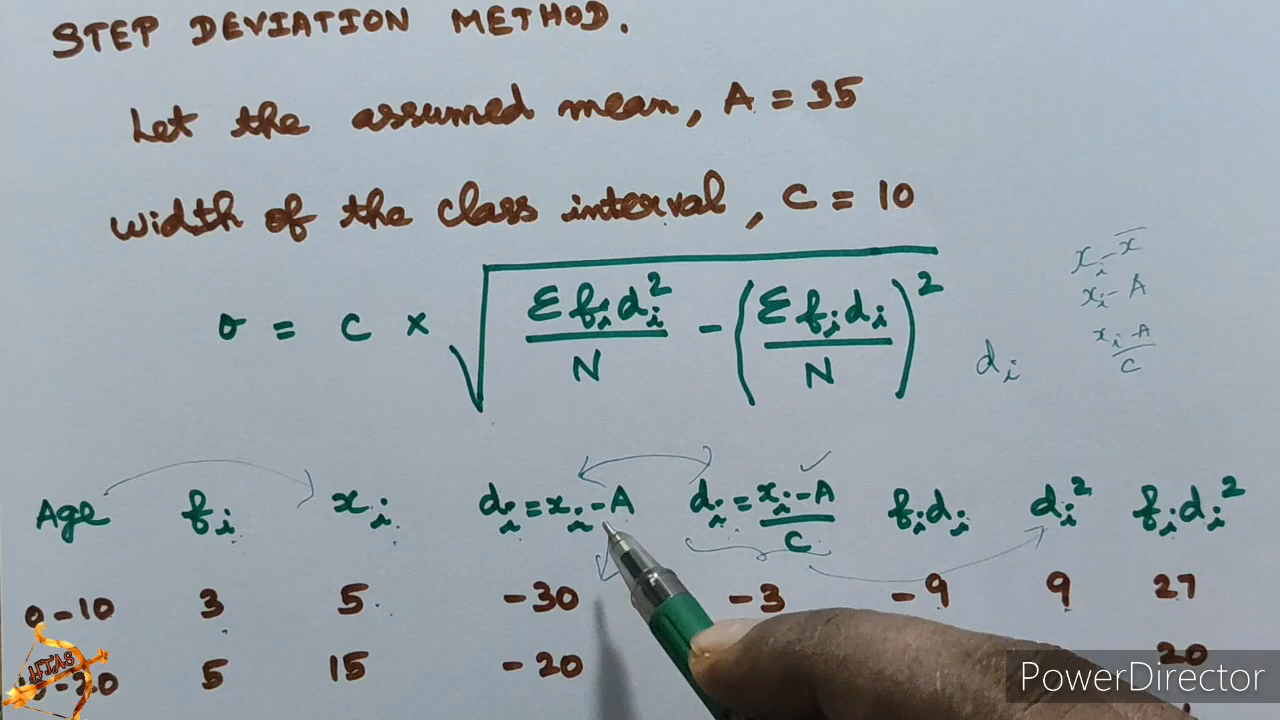 STEP DEVIATION METHOD.
Let the assumed mean, A = 35
width of the class interval, C = 10
σ = C × √( Σfᵢdᵢ²/N − (Σfᵢdᵢ/N)² )
xᵢ - x̄
xᵢ - A
(xᵢ - A)/C
dᵢ
Age fᵢ xᵢ dᵢ = xᵢ - A dᵢ = (xᵢ - A)/C ✓ fᵢdᵢ dᵢ² fᵢdᵢ²
0-10 3 5 -30 -3 -9 9 27
-20 5 15 -20 20
HTAS
PowerDirector